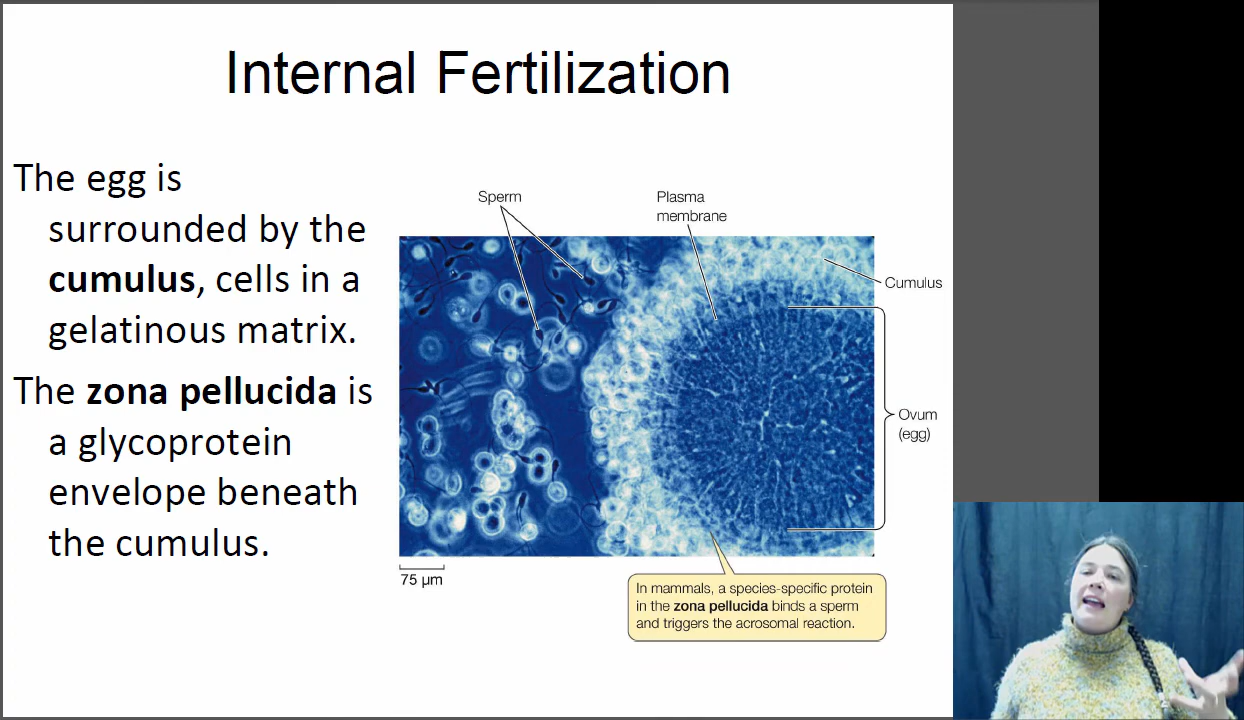 Internal Fertilization
The egg is
surrounded by the
cumulus, cells in a
gelatinous matrix.
The zona pellucida is
a glycoprotein
envelope beneath
the cumulus.
Sperm
Plasma
membrane
Cumulus
Ovum
(egg)
75 µm
In mammals, a species-specific protein
in the zona pellucida binds a sperm
and triggers the acrosomal reaction.